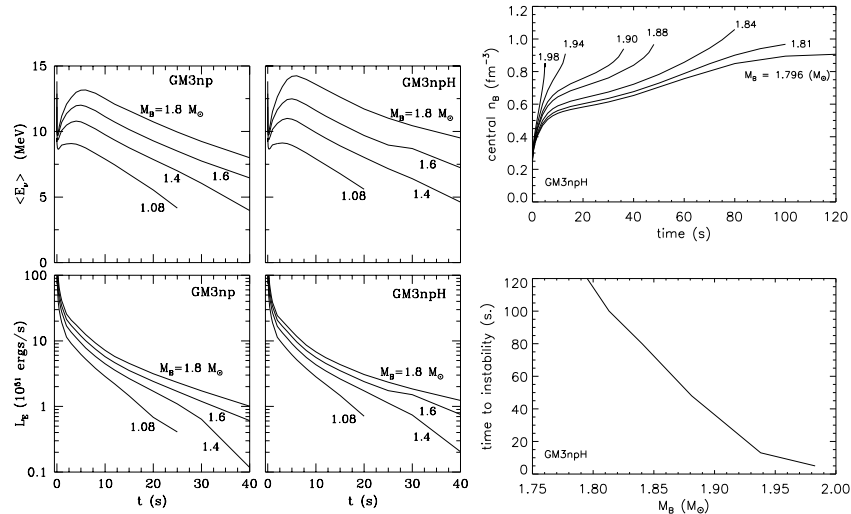 15
10
5
0
<E_ν> (MeV)
GM3np
M_B=1.8 M_⊙
1.6
1.4
1.08
GM3npH
M_B=1.8 M_⊙
1.6
1.4
1.08
100
10
1
0.1
L_E (10^51 ergs/s)
GM3np
M_B=1.8 M_⊙
1.6
1.08
1.4
0 10 20 30 40
t (s)
GM3npH
M_B=1.8 M_⊙
1.6
1.08
1.4
0 10 20 30 40
t (s)
1.2
1.0
0.8
0.6
0.4
0.2
0.0
central n_B (fm^-3)
1.98
1.94
1.90
1.88
1.84
1.81
M_B = 1.796 (M_⊙)
GM3npH
0 20 40 60 80 100 120
time (s)
120
100
80
60
40
20
0
time to instability (s.)
GM3npH
1.75 1.80 1.85 1.90 1.95 2.00
M_B (M_⊙)